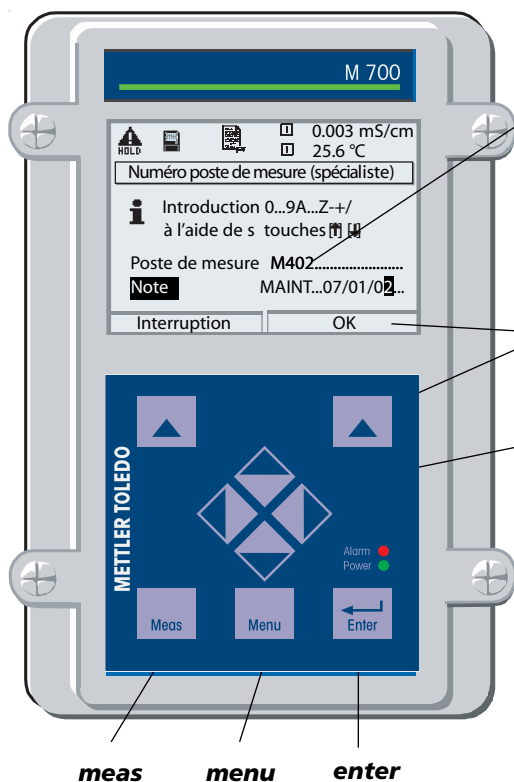 M 700
HOLD
0.003 mS/cm
25.6 °C
Numéro poste de mesure (spécialiste)
Introduction 0...9A...Z-+/
à l'aide de s touches
Poste de mesure M402......................
Note MAINT...07/01/02...
Interruption OK
METTLER TOLEDO
Alarm
Power
Meas Menu Enter
meas menu enter